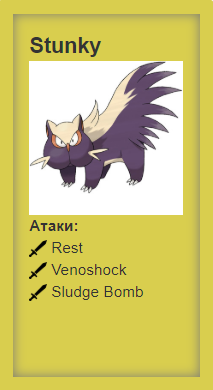 Stunky
Атаки:
Rest
Venoshock
Sludge Bomb